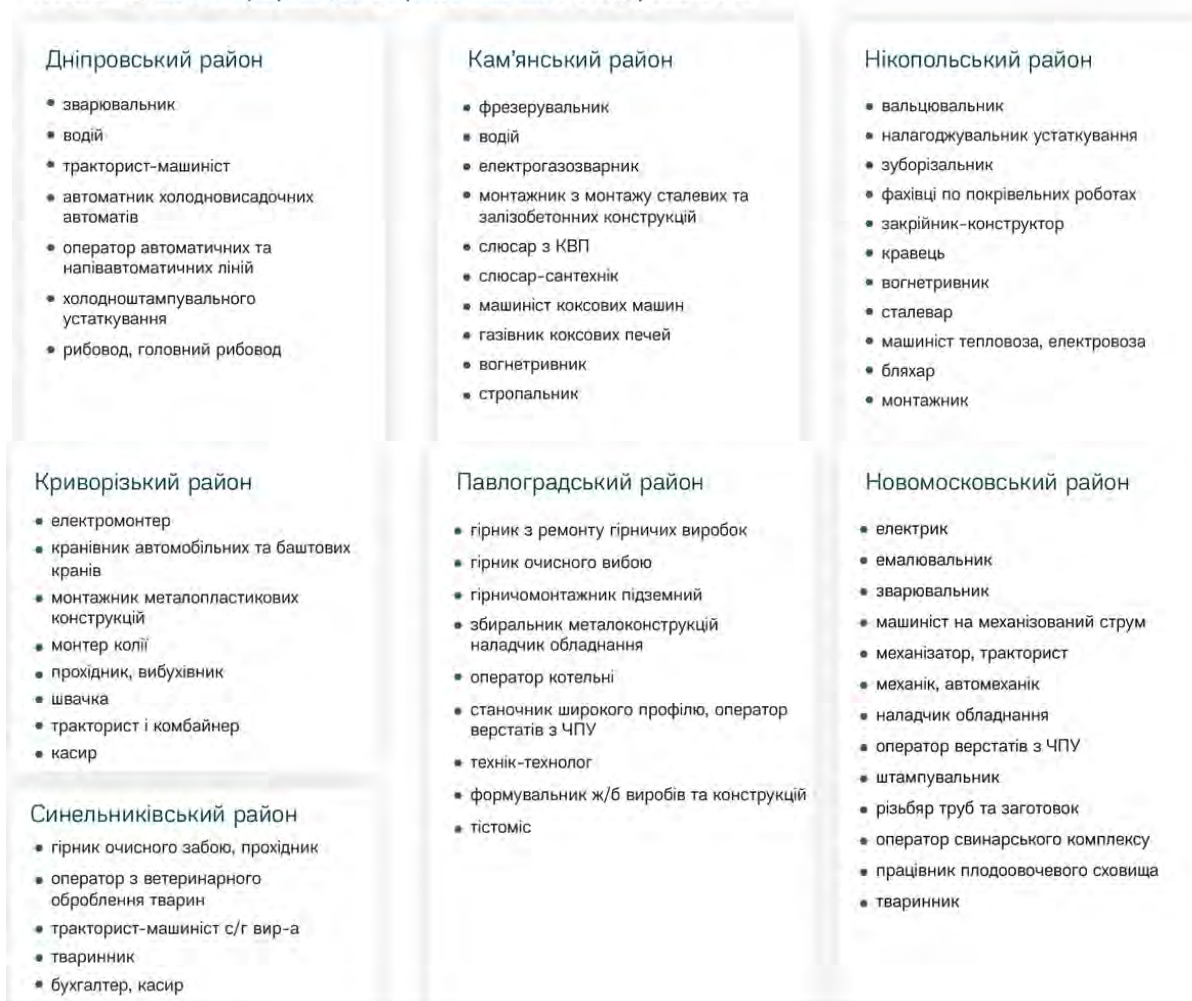 Дніпровський район
• зварювальник
• водій
• тракторист-машиніст
• автоматник холодновисадочних
автоматів
• оператор автоматичних та
напівавтоматичних ліній
• холодноштампувального
устаткування
• рибовод, головний рибовод
Кам'янський район
• фрезерувальник
• водій
• електрогазозварник
• монтажник з монтажу сталевих та
залізобетонних конструкцій
• слюсар з КВП
• слюсар-сантехнік
• машиніст коксових машин
• газівник коксових печей
• вогнетривник
• стропальник
Нікопольський район
• вальцювальник
• налагоджувальник устаткування
• зуборізальник
• фахівці по покрівельних роботах
• закрійник-конструктор
• кравець
• вогнетривник
• сталевар
• машиніст тепловоза, електровоза
• бляхар
• монтажник
Криворізький район
• електромонтер
• кранівник автомобільних та баштових
кранів
• монтажник металопластикових
конструкцій
• монтер колії
• прохідник, вибухівник
• швачка
• тракторист і комбайнер
• касир
Синельниківський район
• гірник очисного забою, прохідник
• оператор з ветеринарного
оброблення тварин
• тракторист-машиніст с/г вир-а
• тваринник
• бухгалтер, касир
Павлоградський район
• гірник з ремонту гірничих виробок
• гірник очисного вибою
• гірничомонтажник підземний
• збиральник металоконструкцій
наладчик обладнання
• оператор котельні
• станочник широкого профілю, оператор
верстатів з ЧПУ
• технік-технолог
• формувальник ж/б виробів та конструкцій
• тістоміс
Новомосковський район
• електрик
• емалювальник
• зварювальник
• машиніст на механізований струм
• механізатор, тракторист
• механік, автомеханік
• наладчик обладнання
• оператор верстатів з ЧПУ
• штампувальник
• різьбяр труб та заготовок
• оператор свинарського комплексу
• працівник плодоовочевого сховища
• тваринник